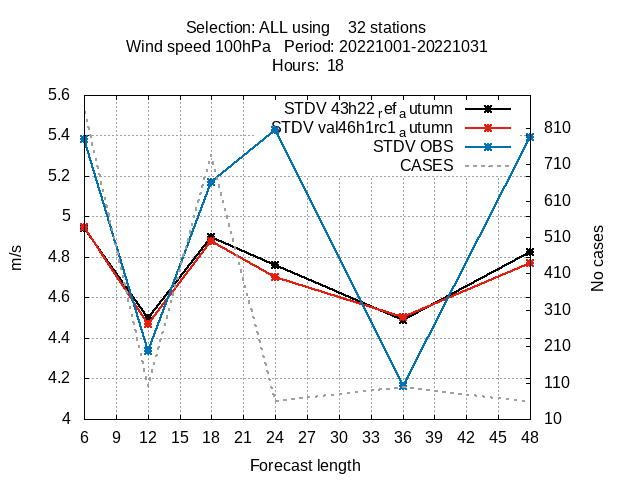 Selection: ALL using 32 stations
Wind speed 100hPa Period: 20221001-20221031
Hours: 18
STDV 43h22ref autumn
STDV val46h1rc1autumn
STDV OBS
CASES
m/s
5.6
5.4
5.2
5
4.8
4.6
4.4
4.2
4
810
710
610
510
410
310
210
110
10
No cases
6 9 12 15 18 21 24 27 30 33 36 39 42 45 48
Forecast length